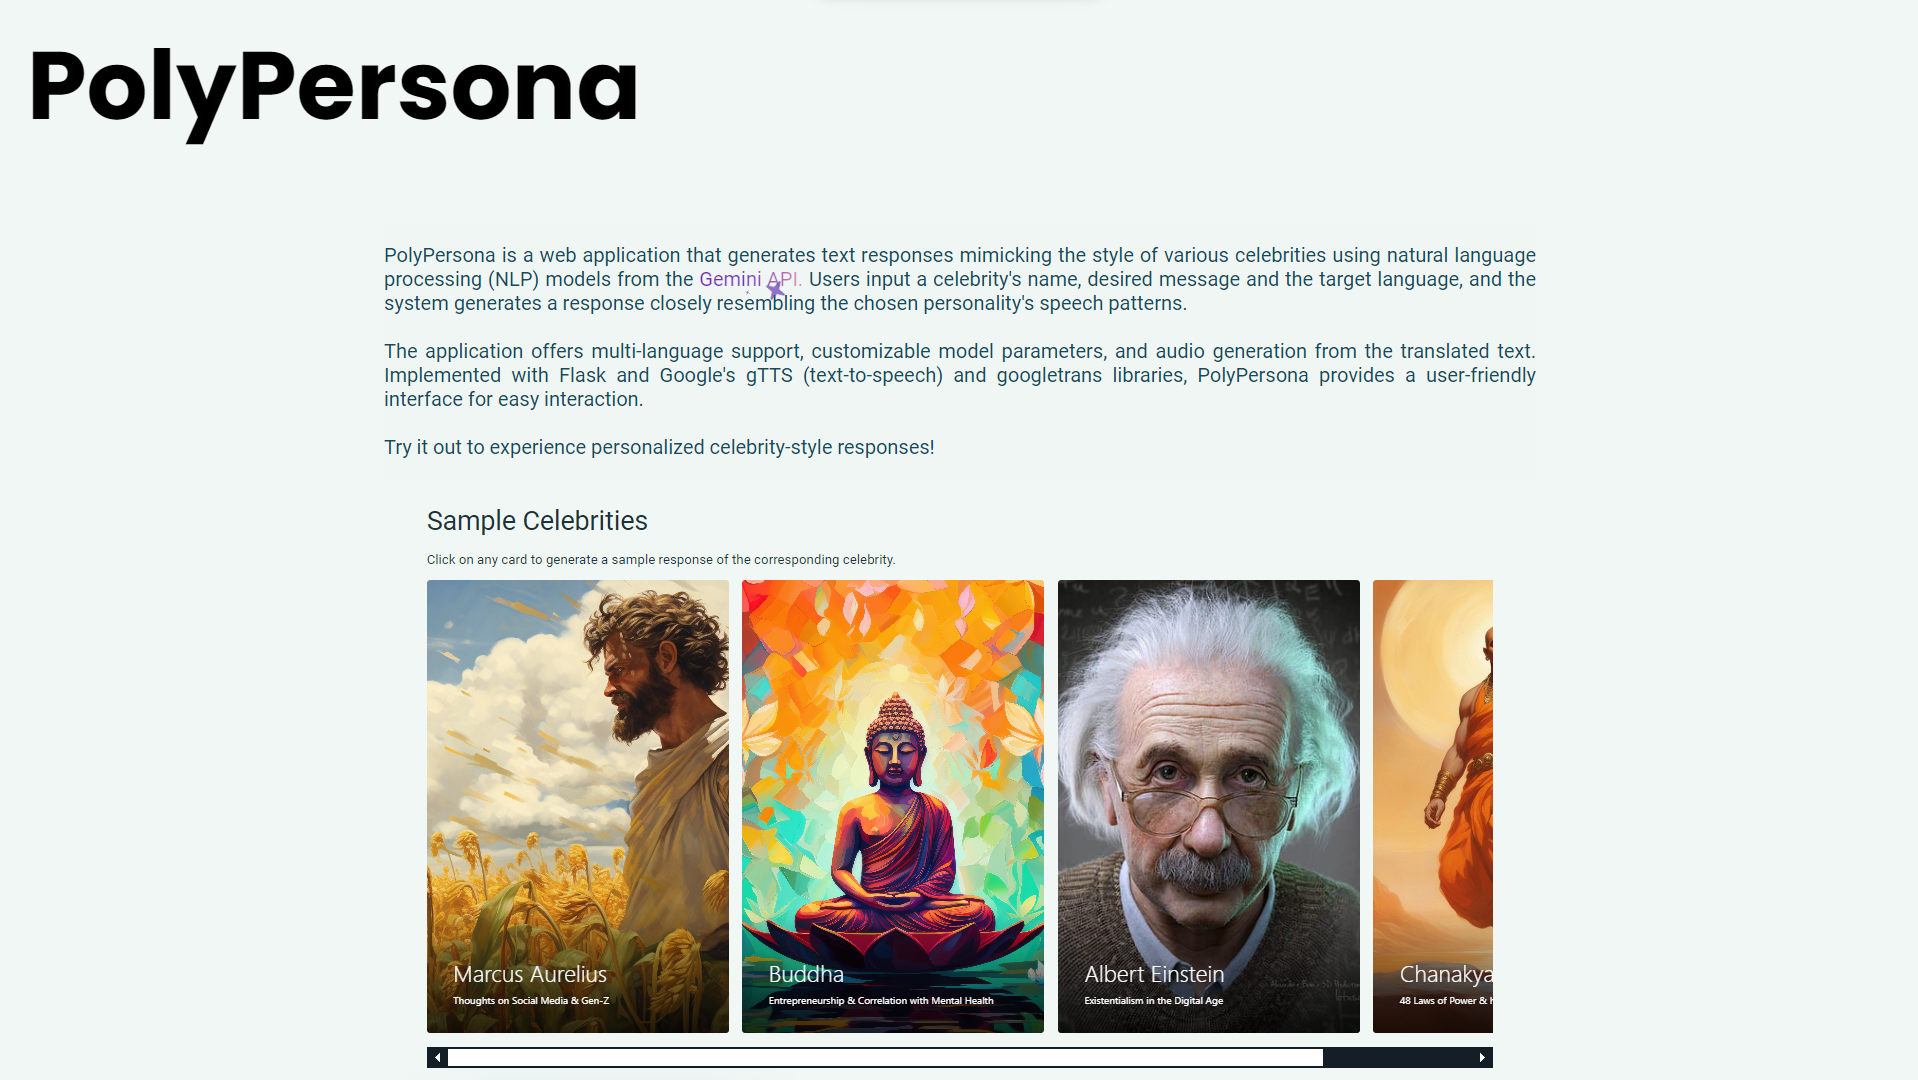 PolyPersona
PolyPersona is a web application that generates text responses mimicking the style of various celebrities using natural language
processing (NLP) models from the Gemini API. Users input a celebrity's name, desired message and the target language, and the
system generates a response closely resembling the chosen personality's speech patterns.
The application offers multi-language support, customizable model parameters, and audio generation from the translated text.
Implemented with Flask and Google's gTTS (text-to-speech) and googletrans libraries, PolyPersona provides a user-friendly
interface for easy interaction.
Try it out to experience personalized celebrity-style responses!
Sample Celebrities
Click on any card to generate a sample response of the corresponding celebrity.
Marcus Aurelius
Thoughts on Social Media & Gen-Z
Buddha
Entrepreneurship & Correlation with Mental Health
Albert Einstein
Existentialism in the Digital Age
Chanakya
48 Laws of Power &